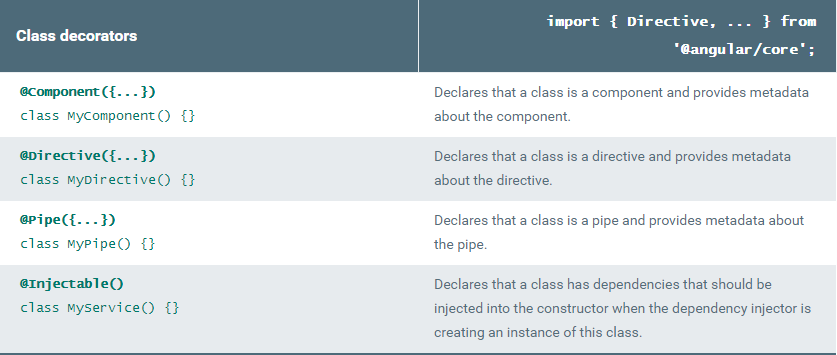 Class decorators
import { Directive, ... } from
'@angular/core';
@Component({...})
class MyComponent() {}
Declares that a class is a component and provides metadata
about the component.
@Directive({...})
class MyDirective() {}
Declares that a class is a directive and provides metadata
about the directive.
@Pipe({...})
class MyPipe() {}
Declares that a class is a pipe and provides metadata about
the pipe.
@Injectable()
class MyService() {}
Declares that a class has dependencies that should be
injected into the constructor when the dependency injector is
creating an instance of this class.